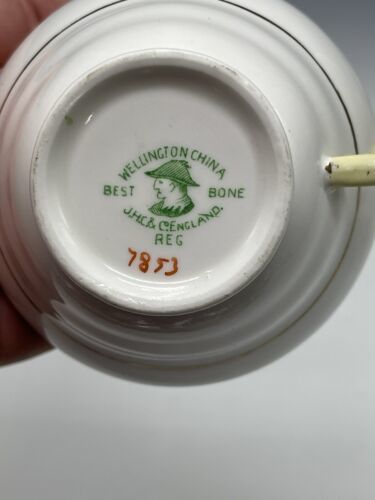 WELLINGTON CHINA
BEST BONE
J.H.C. & Co ENGLAND.
REG
7853